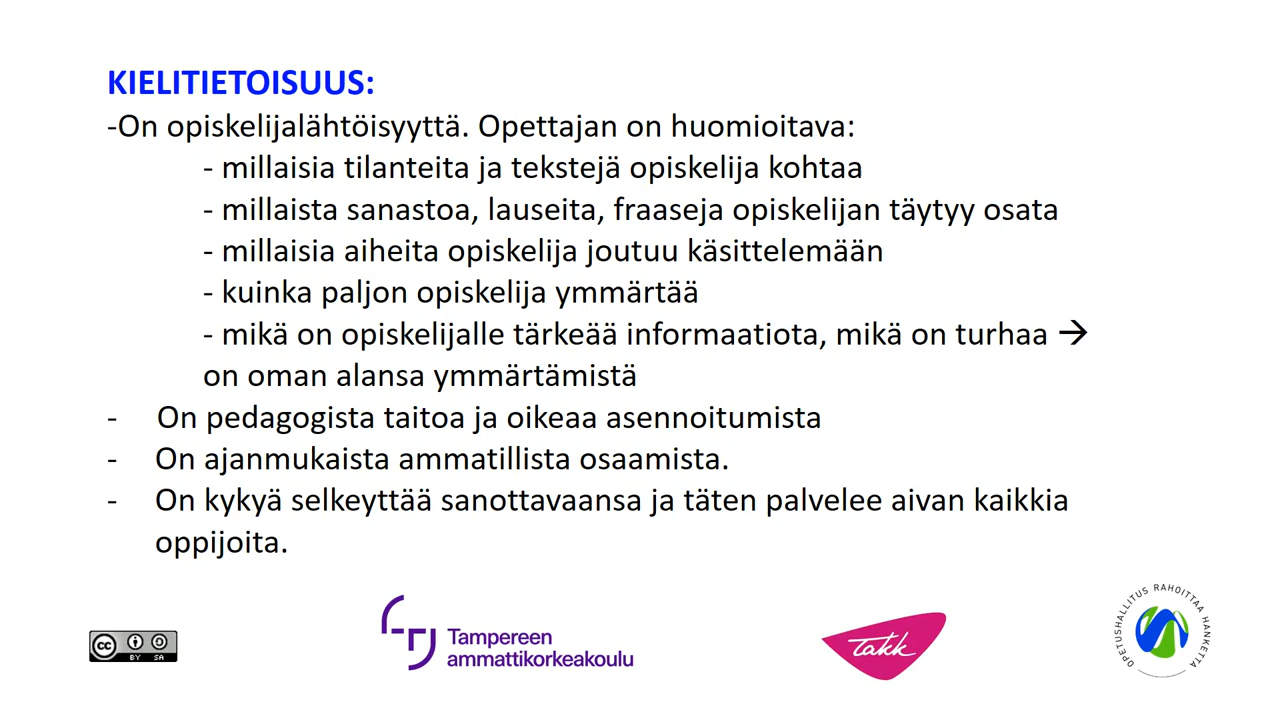 KIELITIETOISUUS:
-On opiskelijalähtöisyyttä. Opettajan on huomioitava:
- millaisia tilanteita ja tekstejä opiskelija kohtaa
- millaista sanastoa, lauseita, fraaseja opiskelijan täytyy osata
- millaisia aiheita opiskelija joutuu käsittelemään
- kuinka paljon opiskelija ymmärtää
- mikä on opiskelijalle tärkeää informaatiota, mikä on turhaa →
on oman alansa ymmärtämistä
- On pedagogista taitoa ja oikeaa asennoitumista
- On ajanmukaista ammatillista osaamista.
- On kykyä selkeyttää sanottavaansa ja täten palvelee aivan kaikkia
oppijoita.
cc BY SA
Tampereen
ammattikorkeakoulu
Takk
OPETUSHALLITUS RAHOITTAA HANKETTA